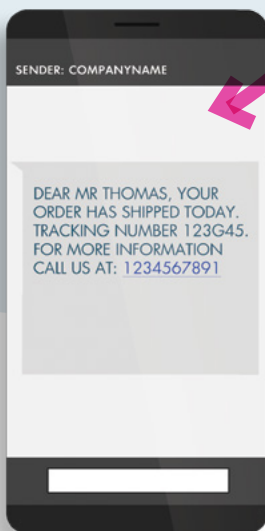 SENDER: COMPANYNAME
DEAR MR THOMAS, YOUR
ORDER HAS SHIPPED TODAY.
TRACKING NUMBER 123G45.
FOR MORE INFORMATION
CALL US AT: 1234567891